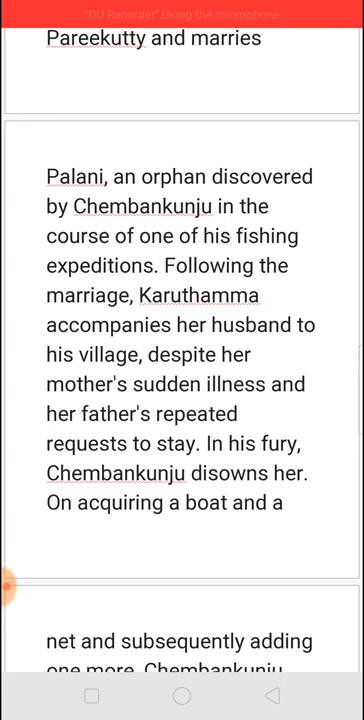 "DU Recorder",Using the microphone
Pareekutty and marries
Palani, an orphan discovered
by Chembankunju in the
course of one of his fishing
expeditions. Following the
marriage, Karuthamma
accompanies her husband to
his village, despite her
mother's sudden illness and
her father's repeated
requests to stay. In his fury,
Chembankunju disowns her.
On acquiring a boat and a
net and subsequently adding
one more, Chembankunju